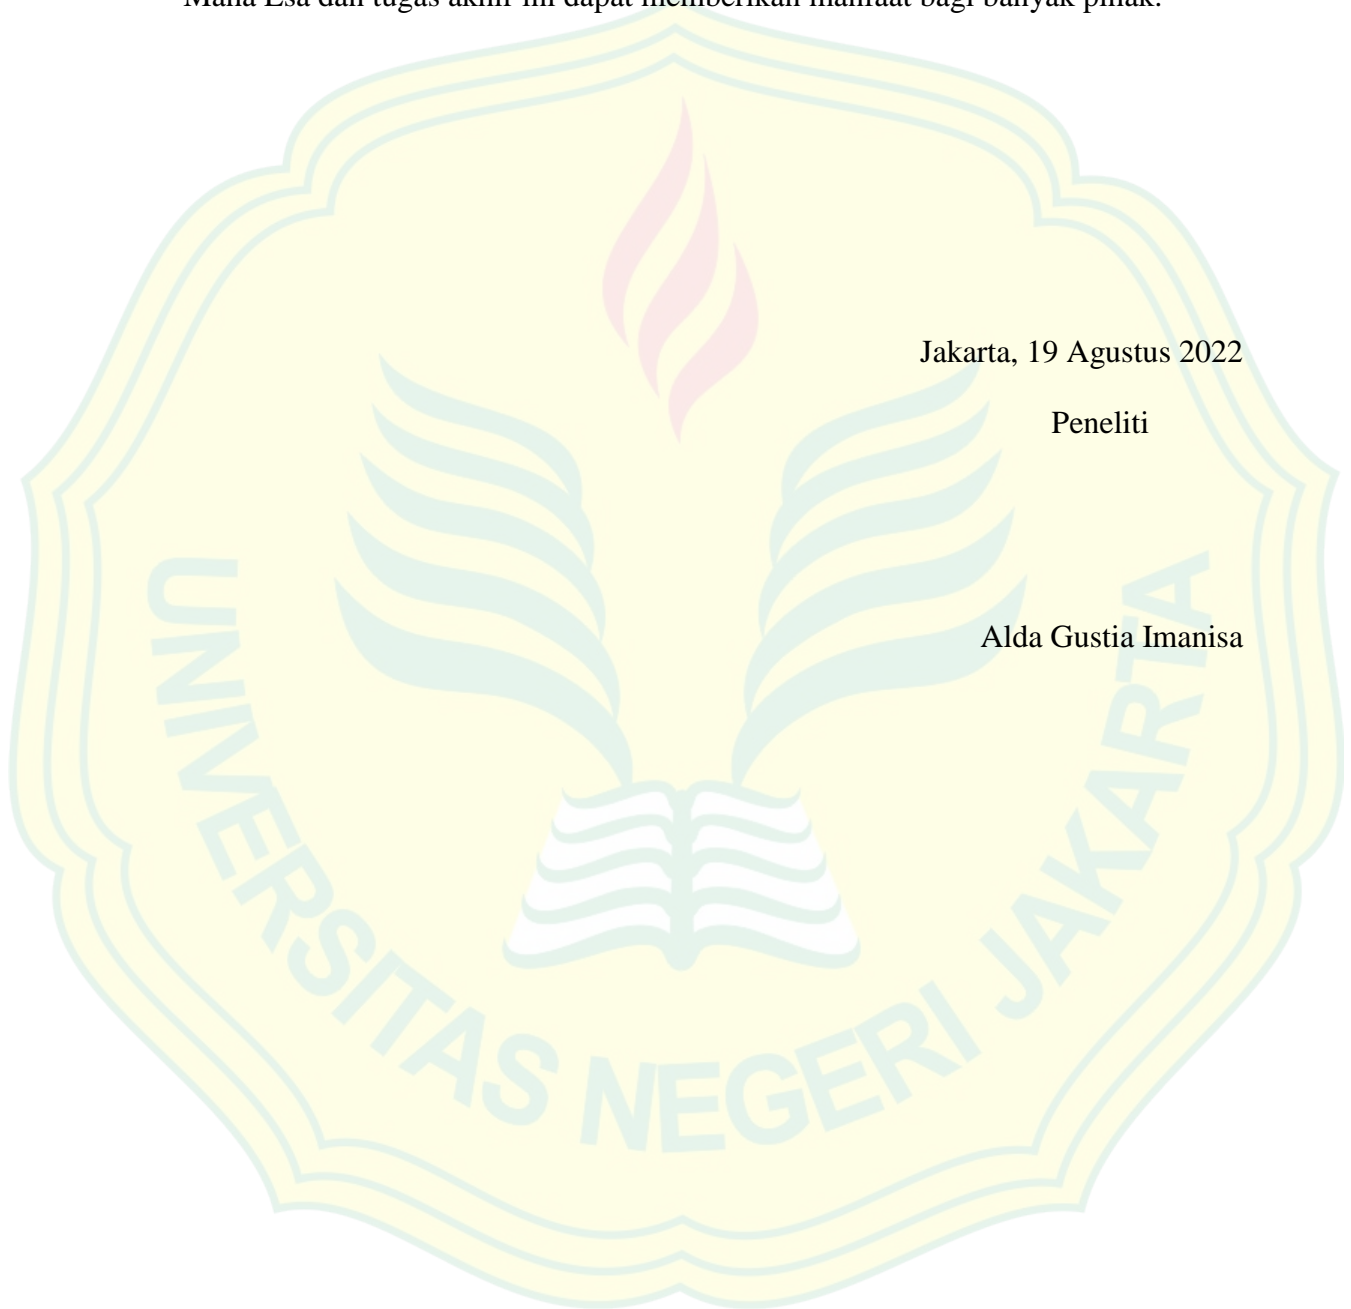 Maha Esa dan tugas akhir ini dapat memberikan manfaat bagi banyak pihak.
Jakarta, 19 Agustus 2022
Peneliti
Alda Gustia Imanisa
UNIVERSITAS NEGERI JAKARTA